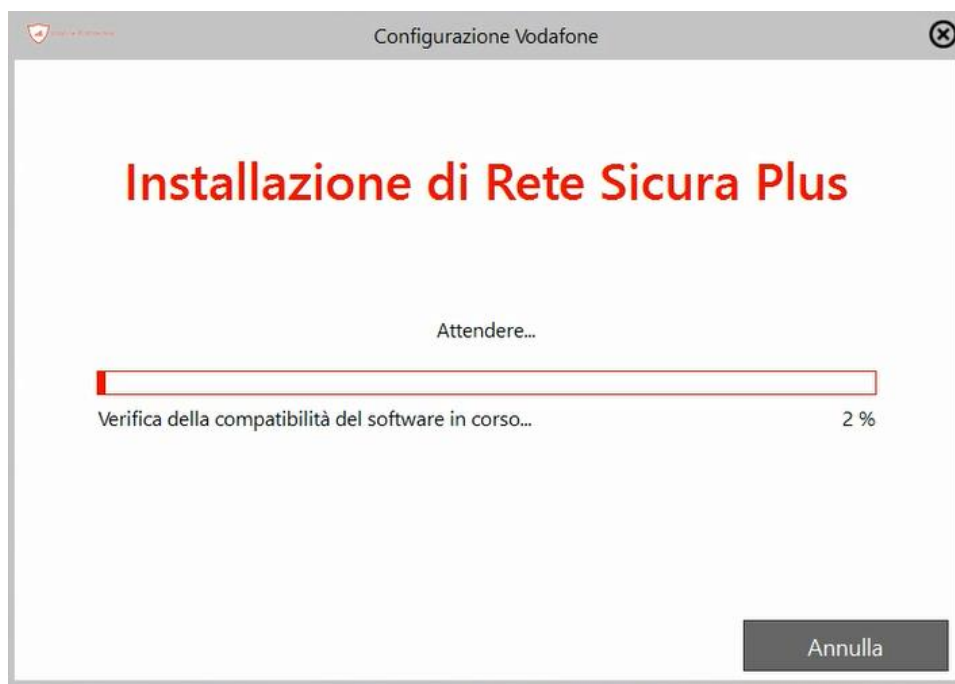 Configurazione Vodafone
Installazione di Rete Sicura Plus
Attendere...
Verifica della compatibilità del software in corso... 2 %
Annulla